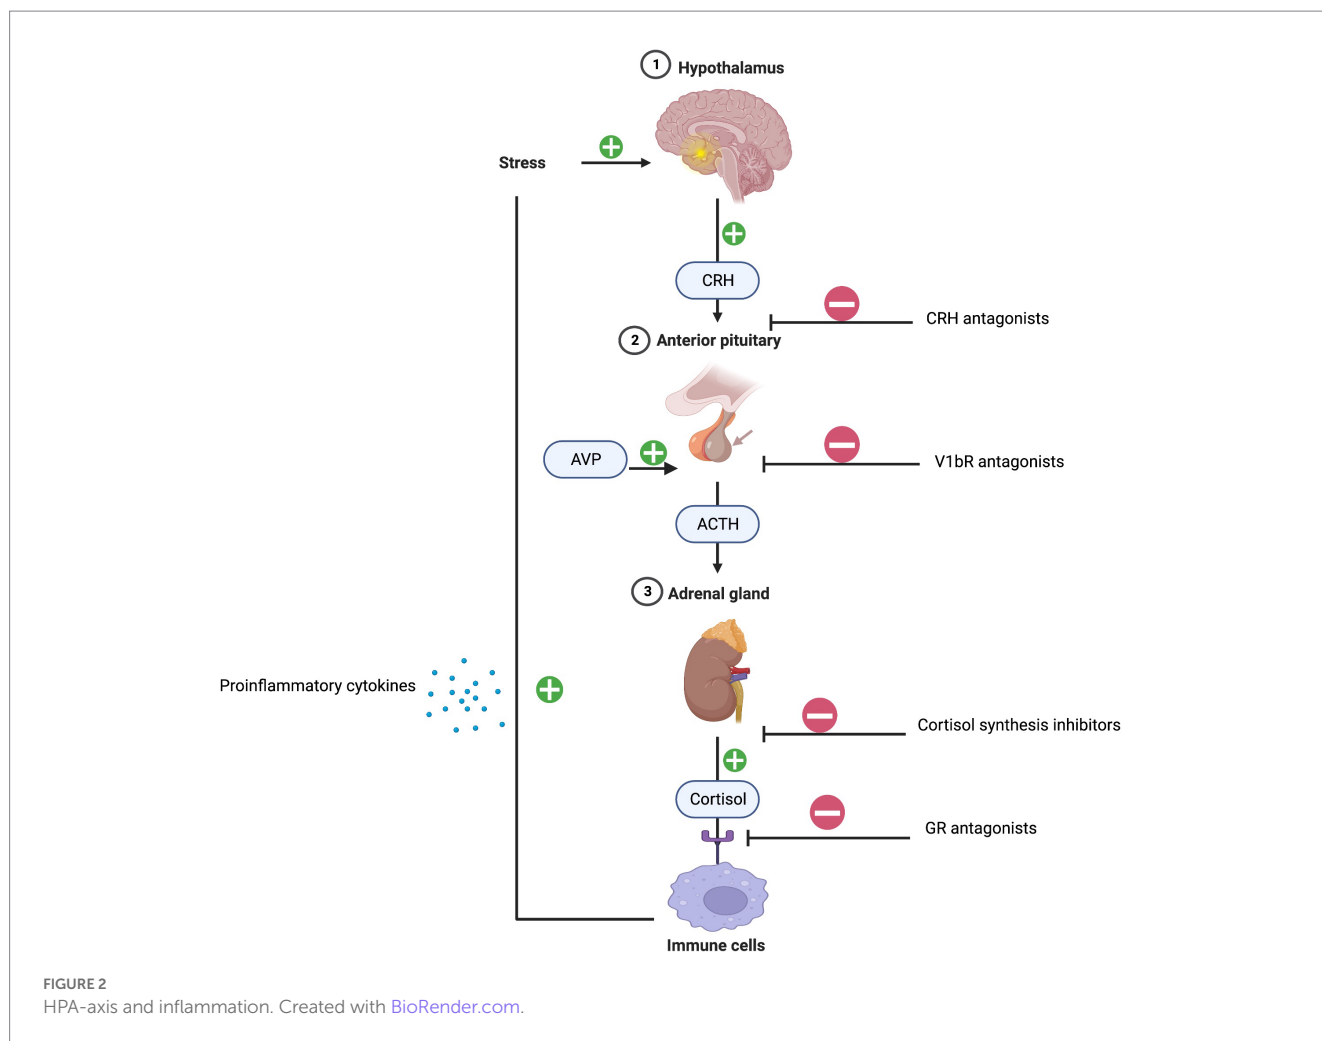 1 Hypothalamus
Stress
CRH
CRH antagonists
2 Anterior pituitary
AVP
V1bR antagonists
ACTH
3 Adrenal gland
Proinflammatory cytokines
Cortisol synthesis inhibitors
Cortisol
GR antagonists
Immune cells
FIGURE 2
HPA-axis and inflammation. Created with BioRender.com.